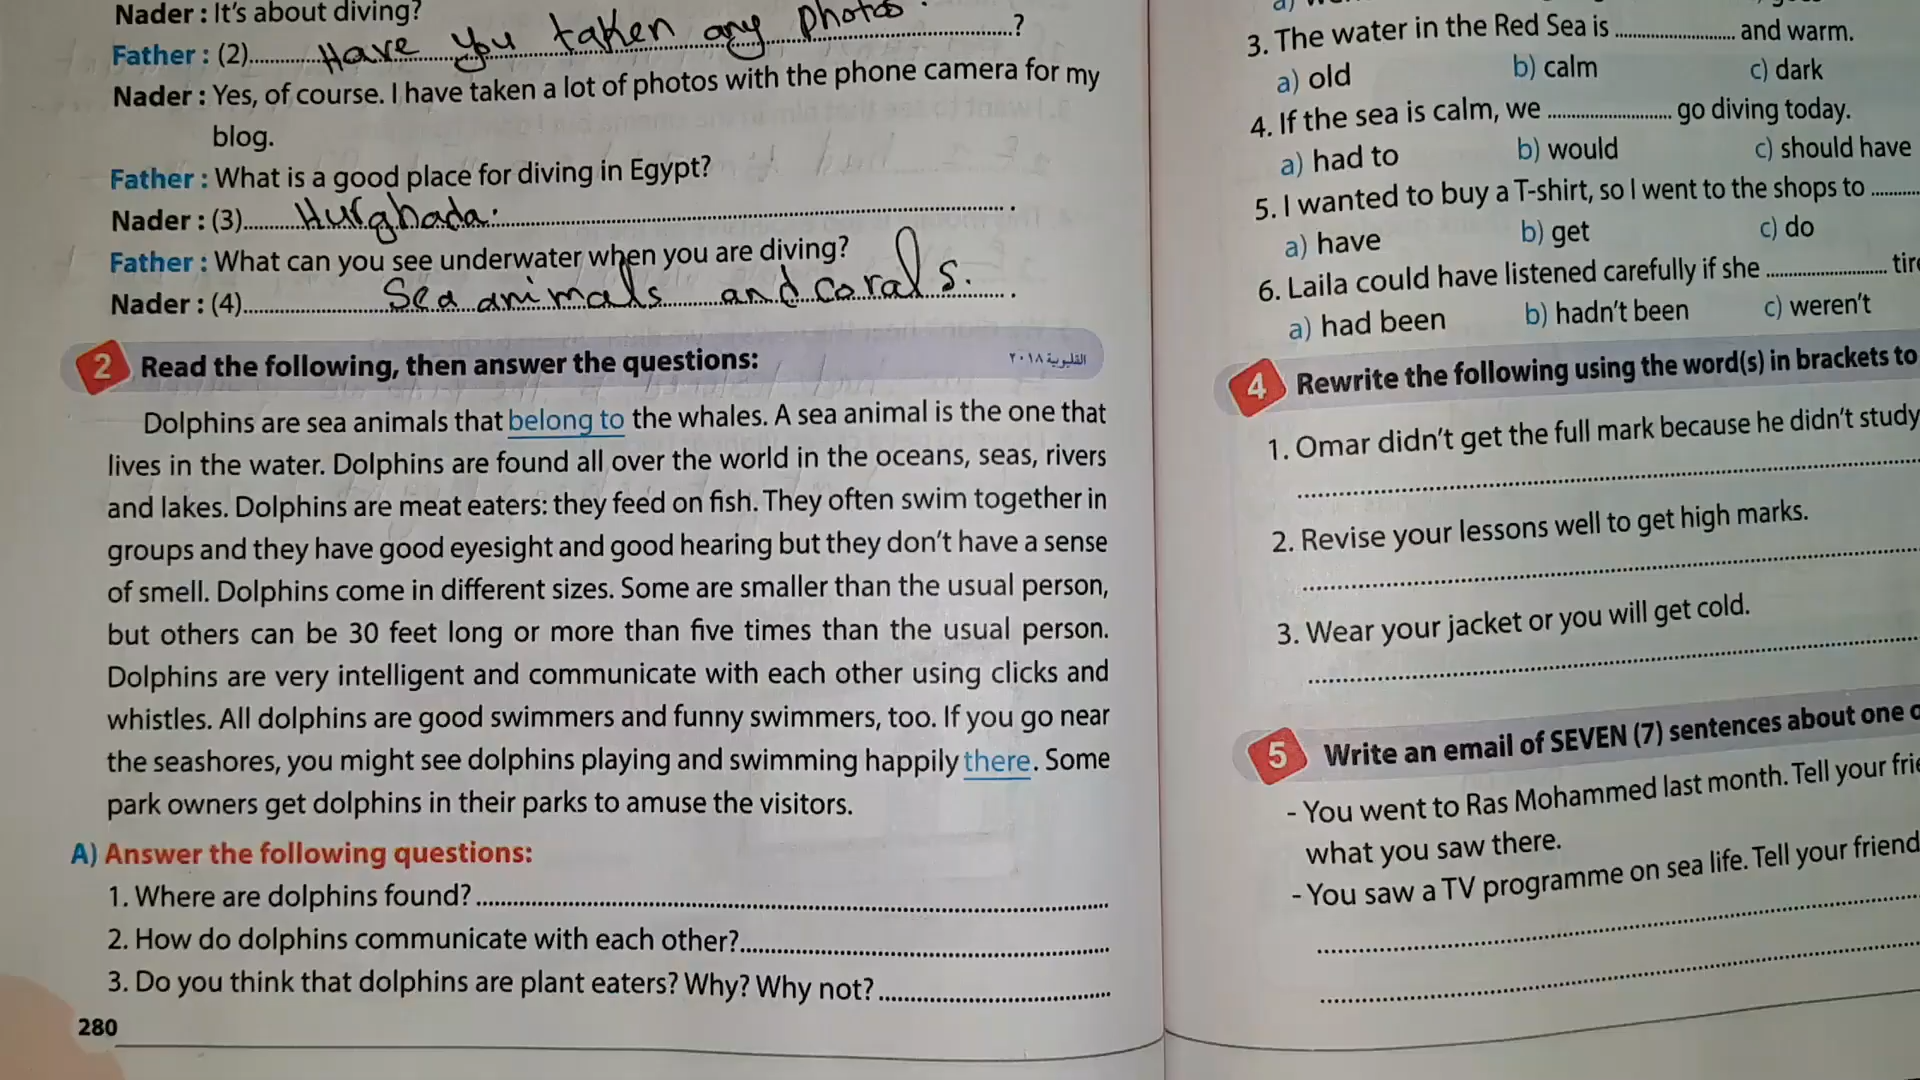 Nader : It's about diving?
Father : (2)............Have you taken any photos............?
Nader : Yes, of course. I have taken a lot of photos with the phone camera for my
blog.
Father : What is a good place for diving in Egypt?
Nader : (3)......Hurghada.......................................
Father : What can you see underwater when you are diving?
Nader : (4)..................Sea animals and corals.......
2 Read the following, then answer the questions: القليوبية ٢٠١٨
Dolphins are sea animals that belong to the whales. A sea animal is the one that
lives in the water. Dolphins are found all over the world in the oceans, seas, rivers
and lakes. Dolphins are meat eaters: they feed on fish. They often swim together in
groups and they have good eyesight and good hearing but they don't have a sense
of smell. Dolphins come in different sizes. Some are smaller than the usual person,
but others can be 30 feet long or more than five times than the usual person.
Dolphins are very intelligent and communicate with each other using clicks and
whistles. All dolphins are good swimmers and funny swimmers, too. If you go near
the seashores, you might see dolphins playing and swimming happily there. Some
park owners get dolphins in their parks to amuse the visitors.
A) Answer the following questions:
1. Where are dolphins found?........................
2. How do dolphins communicate with each other?........................
3. Do you think that dolphins are plant eaters? Why? Why not?........................
280
3. The water in the Red Sea is ........................ and warm.
a) old b) calm c) dark
4. If the sea is calm, we ........................ go diving today.
a) had to b) would c) should have
5. I wanted to buy a T-shirt, so I went to the shops to ..........
a) have b) get c) do
6. Laila could have listened carefully if she ........................
a) had been b) hadn't been c) weren't
4 Rewrite the following using the word(s) in brackets to
1. Omar didn't get the full mark because he didn't study
2. Revise your lessons well to get high marks.
3. Wear your jacket or you will get cold.
5 Write an email of SEVEN (7) sentences about one
- You went to Ras Mohammed last month. Tell your
what you saw there.
- You saw a TV programme on sea life. Tell your friend